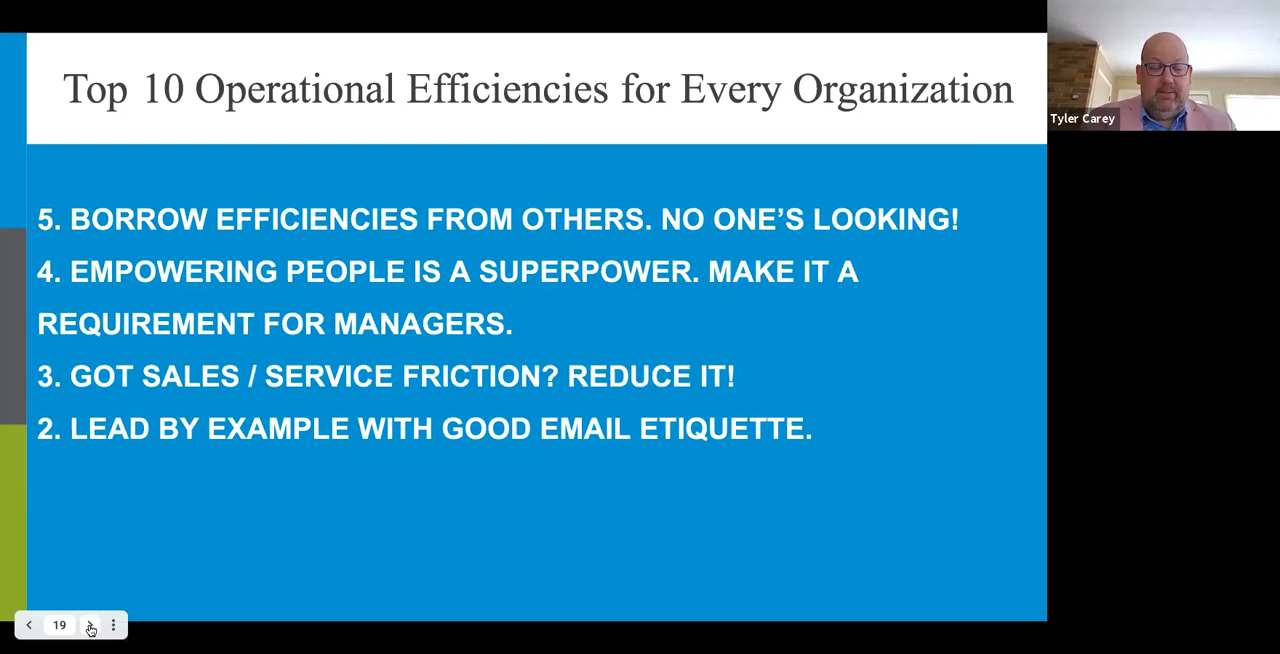 Top 10 Operational Efficiencies for Every Organization
Tyler Carey
5. BORROW EFFICIENCIES FROM OTHERS. NO ONE’S LOOKING!
4. EMPOWERING PEOPLE IS A SUPERPOWER. MAKE IT A
REQUIREMENT FOR MANAGERS.
3. GOT SALES / SERVICE FRICTION? REDUCE IT!
2. LEAD BY EXAMPLE WITH GOOD EMAIL ETIQUETTE.
19